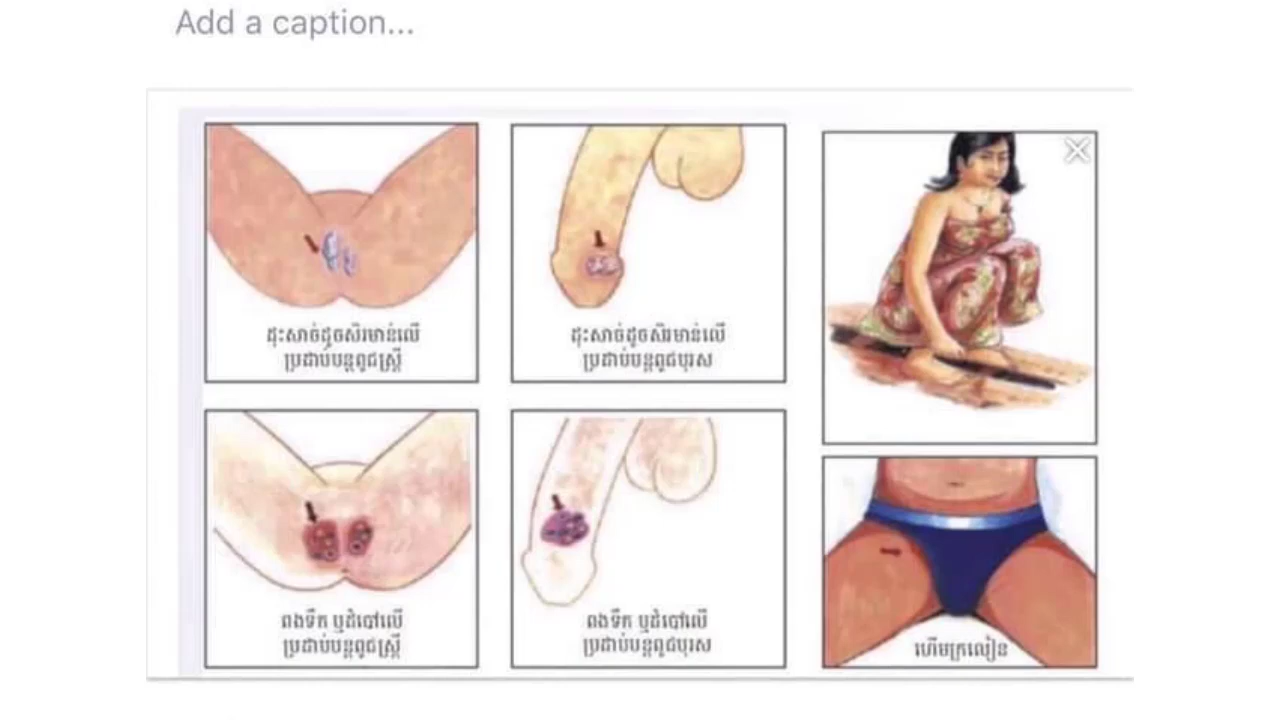 Add a caption...
ដុះសាច់ដូចសិរមាន់លើ
ប្រដាប់បន្តពូជស្ត្រី
ដុះសាច់ដូចសិរមាន់លើ
ប្រដាប់បន្តពូជបុរស
ពងទឹក ឬដំបៅលើ
ប្រដាប់បន្តពូជស្ត្រី
ពងទឹក ឬដំបៅលើ
ប្រដាប់បន្តពូជបុរស
ហើមក្រលៀន